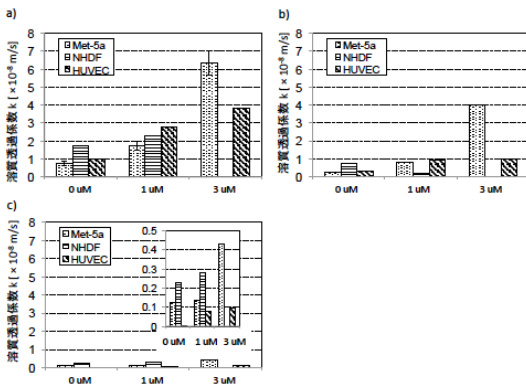 a)
溶質透過係数 k [ ×10⁻⁸ m/s]
8
7
6
5
4
3
2
1
0
Met-5a
NHDF
HUVEC
0 uM 1 uM 3 uM
b)
溶質透過係数 k [ ×10⁻⁸ m/s]
8
7
6
5
4
3
2
1
0
Met-5a
NHDF
HUVEC
0 uM 1 uM 3 uM
c)
溶質透過係数 k [ ×10⁻⁸ m/s]
8
7
6
5
4
3
2
1
0
Met-5a
NHDF
HUVEC
0.5
0.4
0.3
0.2
0.1
0
0 uM 1 uM 3 uM
0 uM 1 uM 3 uM